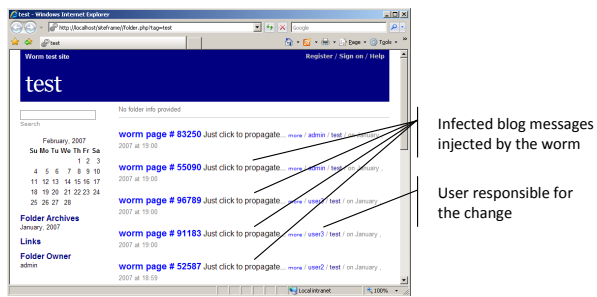 test - Windows Internet Explorer
http://localhost/siteframe//folder.php?tag=test
Google
test
Page Tools
Worm test site
Register / Sign on / Help
test
Search
February, 2007
Su Mo Tu We Th Fr Sa
1 2 3
4 5 6 7 8 9 10
11 12 13 14 15 16 17
18 19 20 21 22 23 24
25 26 27 28
Folder Archives
January, 2007
Links
Folder Owner
admin
No folder info provided
worm page # 83250 Just click to propagate... more / admin / test / on January ,
2007 at 19:00
worm page # 55090 Just click to propagate... more / admin / test / on January ,
2007 at 19:00
worm page # 96789 Just click to propagate... more / user3 / test / on January ,
2007 at 19:00
worm page # 91183 Just click to propagate... more / user3 / test / on January ,
2007 at 19:00
worm page # 52587 Just click to propagate... more / user2 / test / on January ,
2007 at 18:59
Local intranet
100%
Infected blog messages
injected by the worm
User responsible for
the change